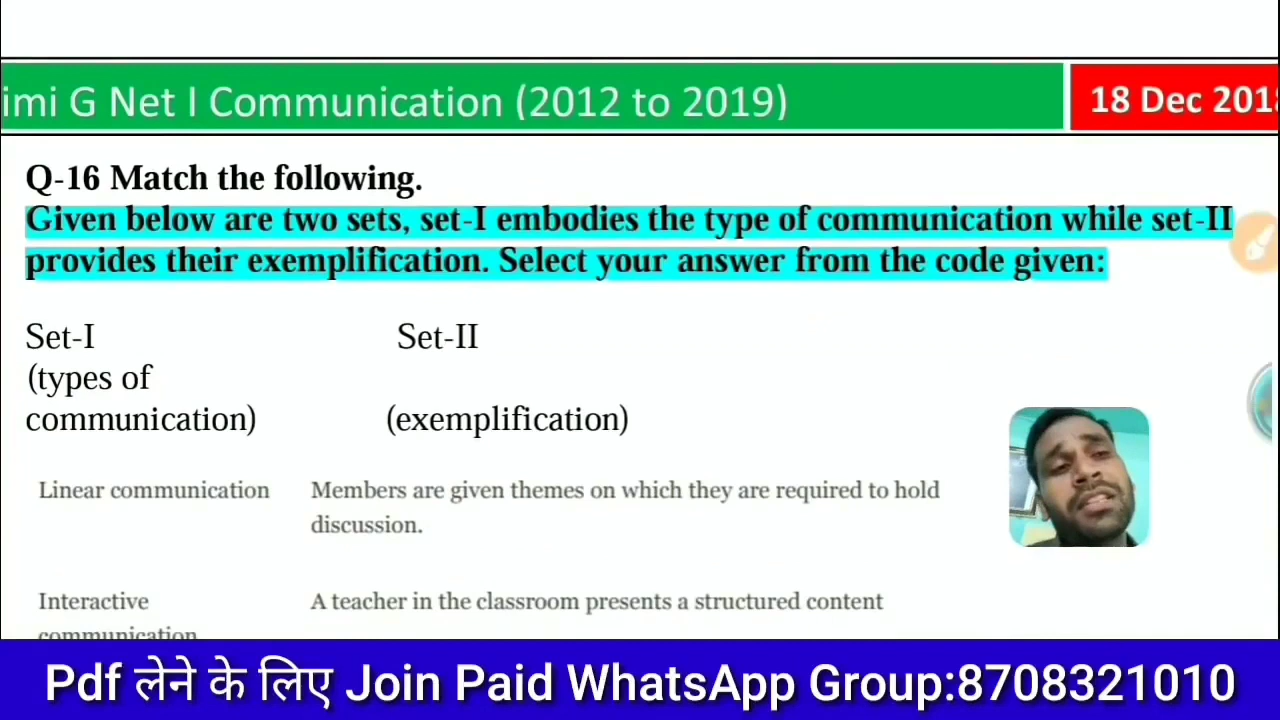 imi G Net I Communication (2012 to 2019)
18 Dec 2018
Q-16 Match the following.
Given below are two sets, set-I embodies the type of communication while set-II
provides their exemplification. Select your answer from the code given:
Set-I Set-II
(types of
communication) (exemplification)
Linear communication Members are given themes on which they are required to hold
discussion.
Interactive A teacher in the classroom presents a structured content
communication
Pdf लेने के लिए Join Paid WhatsApp Group:8708321010